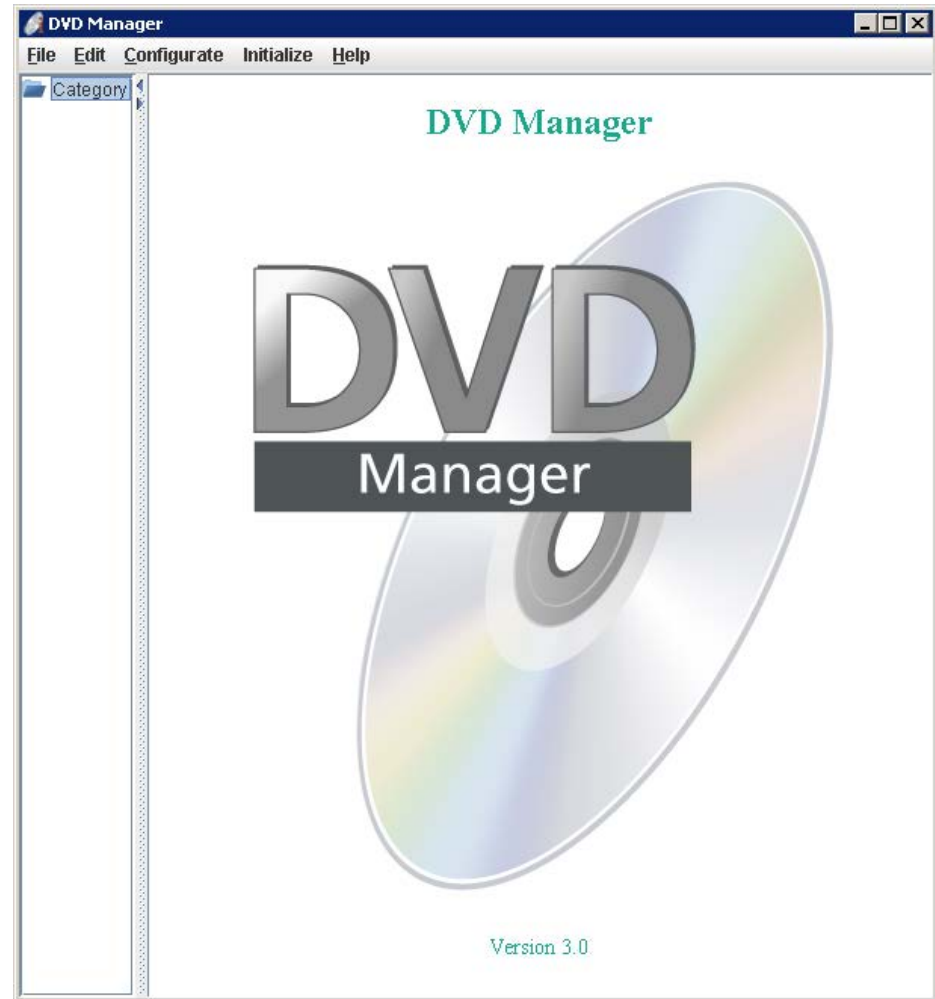 DVD Manager
File Edit Configurate Initialize Help
Category
DVD Manager
DVD
Manager
Version 3.0